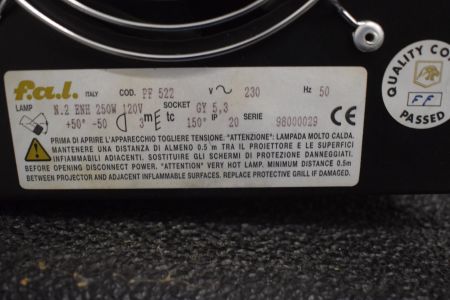 f.a.l. ITALY COD. PF 522 V~ 230 Hz 50
LAMP N.2 ENH 250W 120V SOCKET GY 5,3
+50° -50 3m tc 150° IP 20 SERIE 98000029 CE
PRIMA DI APRIRE L'APPARECCHIO TOGLIERE TENSIONE. "ATTENZIONE": LAMPADA MOLTO CALDA.
MANTENERE UNA DISTANZA DI ALMENO 0.5 m TRA IL PROIETTORE E LE SUPERFICI
INFIAMMABILI ADIACENTI. SOSTITUIRE GLI SCHERMI DI PROTEZIONE DANNEGGIATI.
BEFORE OPENING DISCONNECT POWER, "ATTENTION" VERY HOT LAMP. MINIMUM DISTANCE 0.5m
BETWEEN PROJECTOR AND ADJACENT INFLAMMABLE SURFACES. REPLACE PROTECTIVE GRILL IF DAMAGED.
QUALITY
FF
PASSED